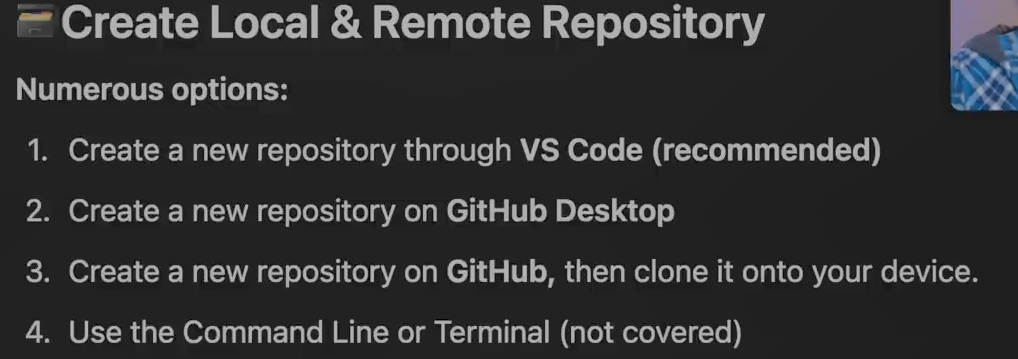 Create Local & Remote Repository
Numerous options:
1. Create a new repository through VS Code (recommended)
2. Create a new repository on GitHub Desktop
3. Create a new repository on GitHub, then clone it onto your device.
4. Use the Command Line or Terminal (not covered)